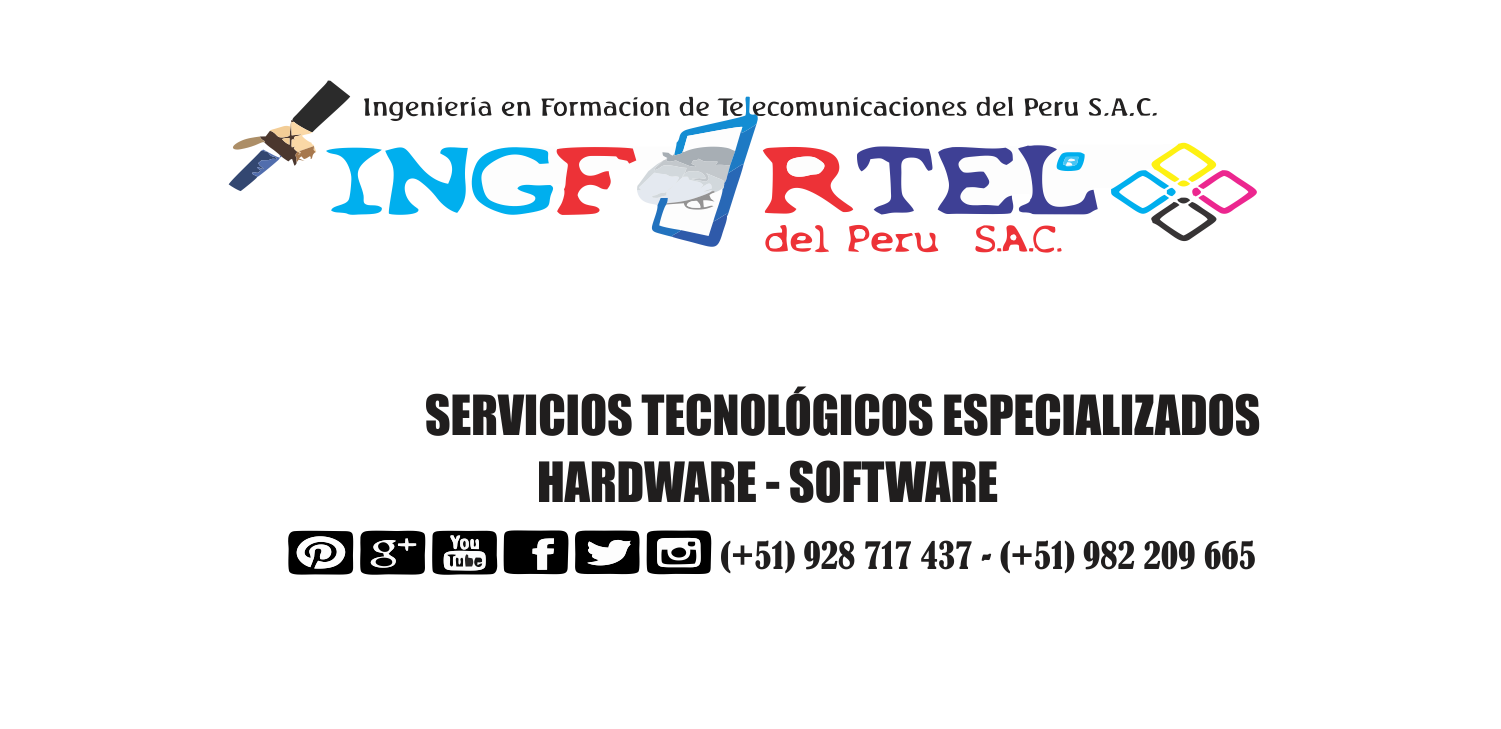 Ingenieria en Formacion de Telecomunicaciones del Peru S.A.C.
INGFORTEL
del Peru S.A.C.
SERVICIOS TECNOLÓGICOS ESPECIALIZADOS
HARDWARE - SOFTWARE
g+ You Tube f (+51) 928 717 437 - (+51) 982 209 665